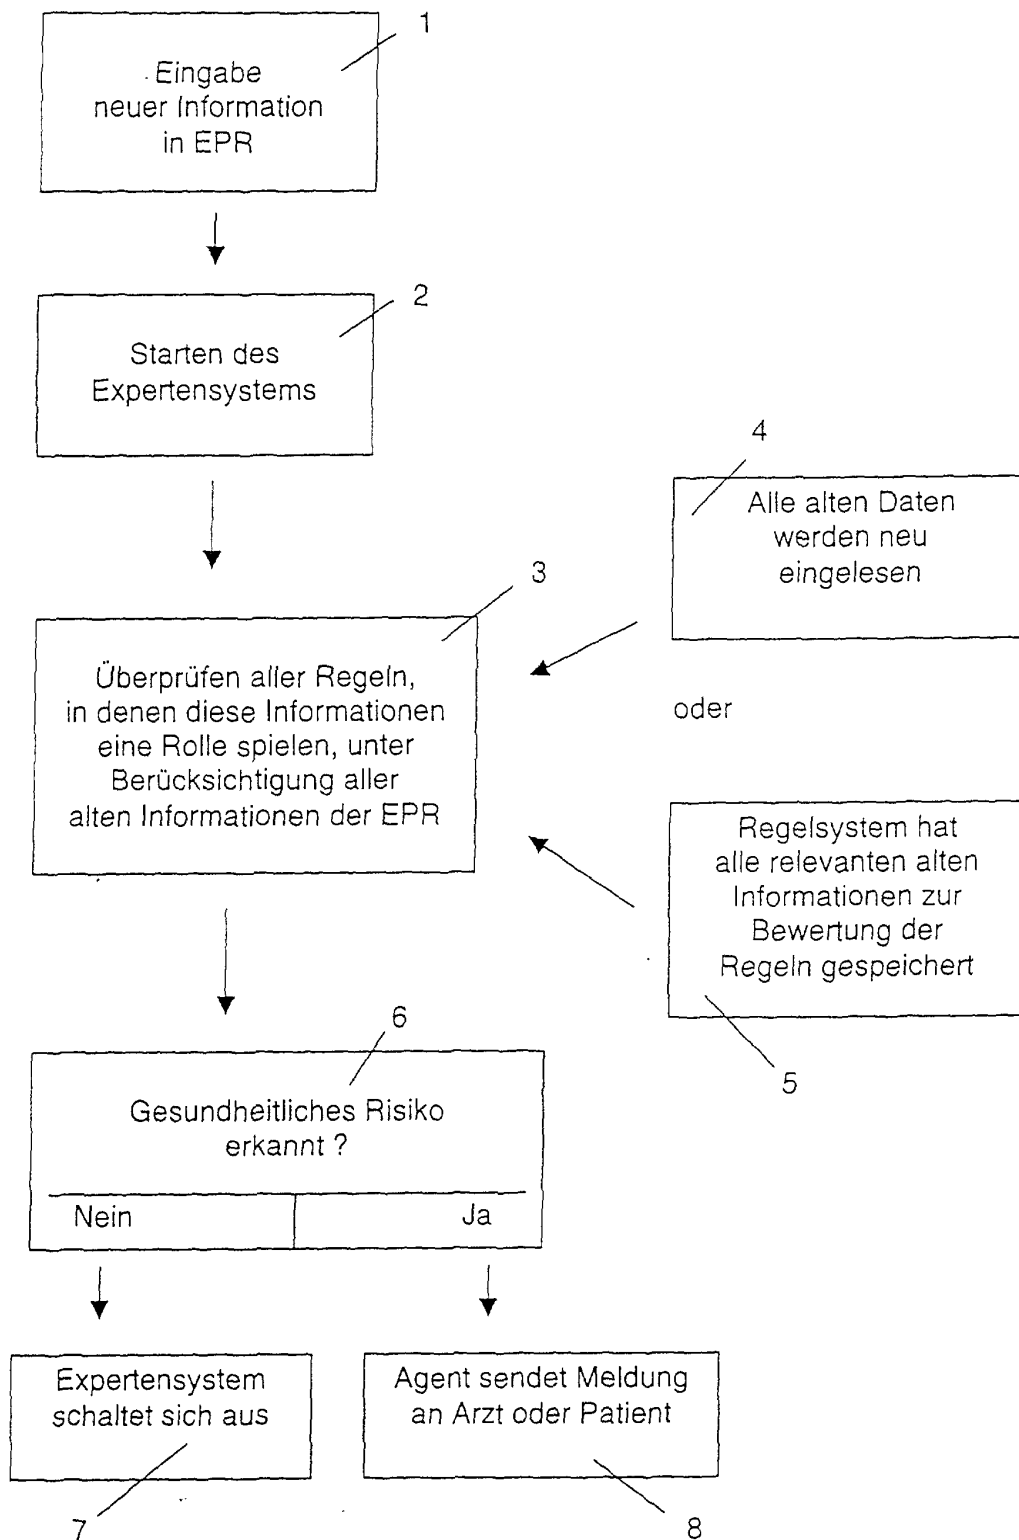 1
Eingabe
neuer Information
in EPR
2
Starten des
Expertensystems
4
Alle alten Daten
werden neu
eingelesen
3
Überprüfen aller Regeln,
in denen diese Informationen
eine Rolle spielen, unter
Berücksichtigung aller
alten Informationen der EPR
oder
Regelsystem hat
alle relevanten alten
Informationen zur
Bewertung der
Regeln gespeichert
5
6
Gesundheitliches Risiko
erkannt ?
Nein Ja
Expertensystem
schaltet sich aus
7
Agent sendet Meldung
an Arzt oder Patient
8